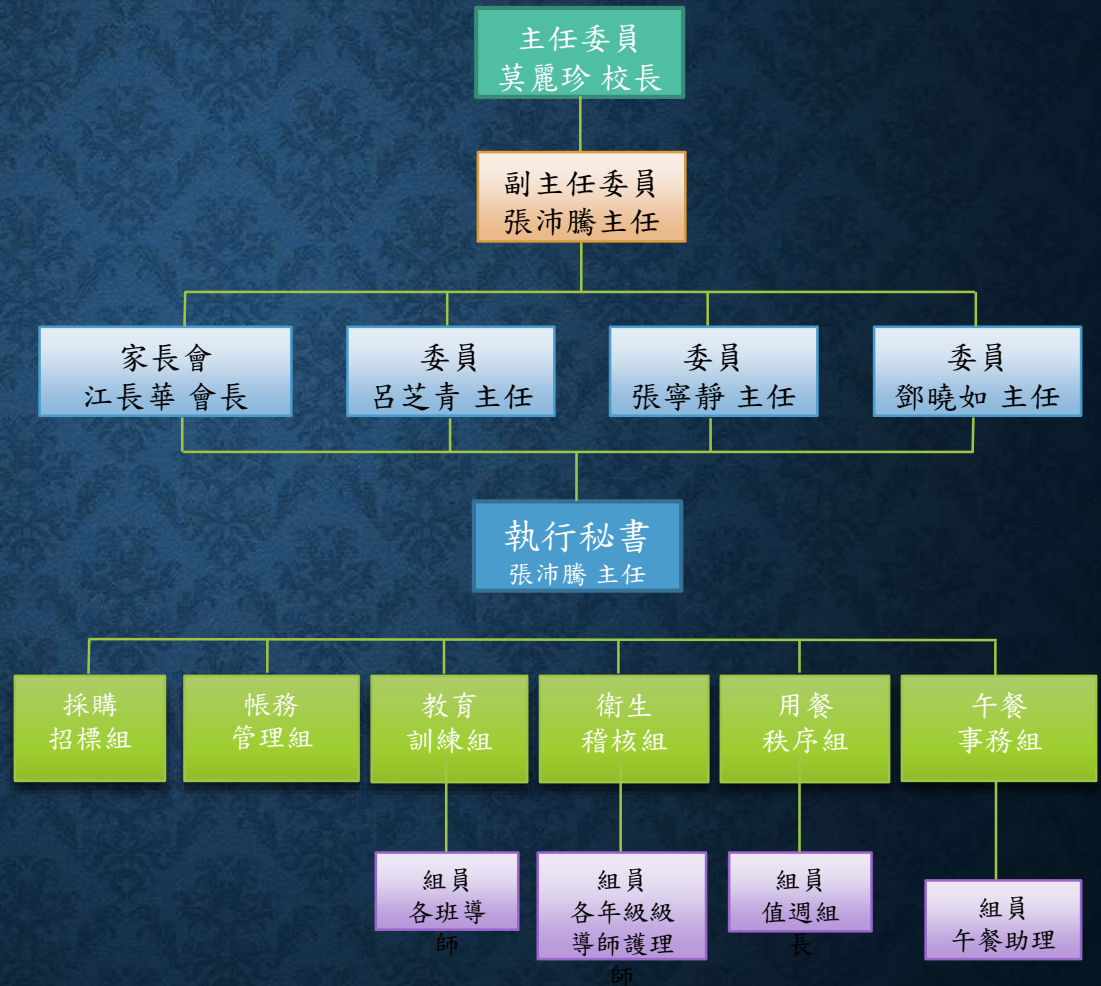 主任委員
莫麗珍 校長
副主任委員
張沛騰主任
家長會
江長華 會長
委員
呂芝青 主任
委員
張寧靜 主任
委員
鄧曉如 主任
執行秘書
張沛騰 主任
採購
招標組
帳務
管理組
教育
訓練組
衛生
稽核組
用餐
秩序組
午餐
事務組
組員
各班導
師
組員
各年級級
導師護理
師
組員
值週組
長
組員
午餐助理